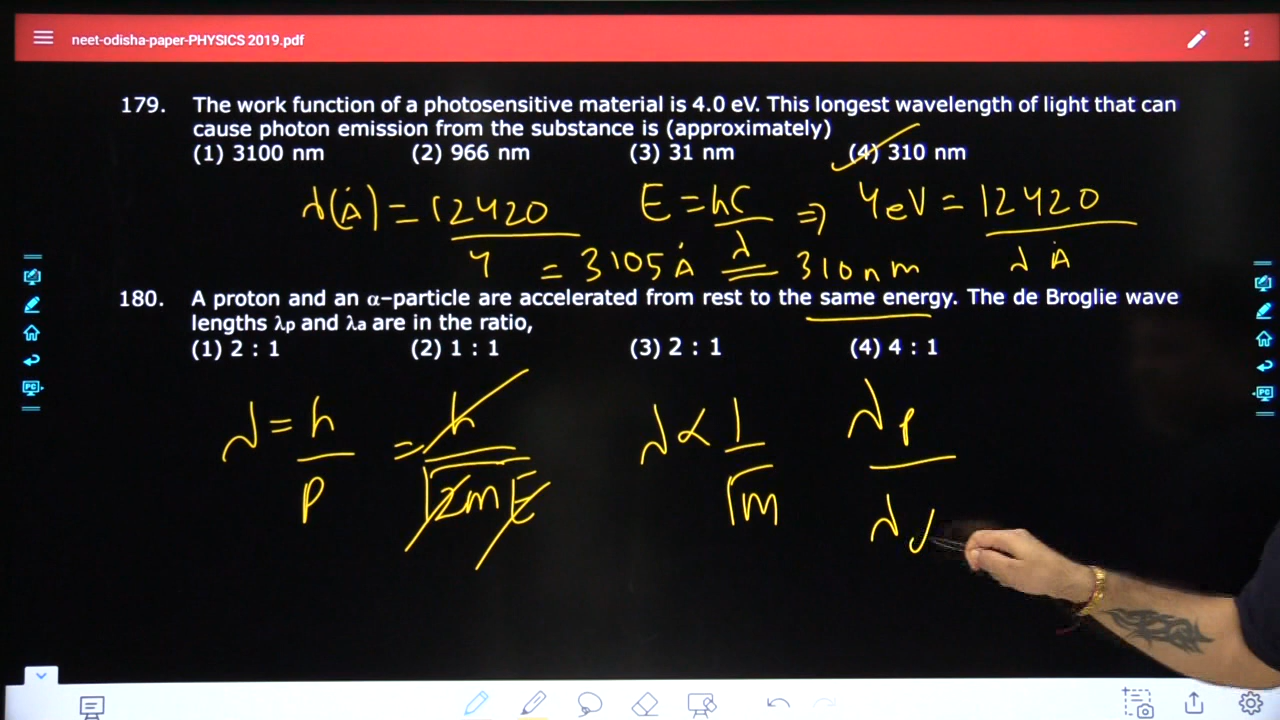 neet-odisha-paper-PHYSICS 2019.pdf
179. The work function of a photosensitive material is 4.0 eV. This longest wavelength of light that can
cause photon emission from the substance is (approximately)
(1) 3100 nm (2) 966 nm (3) 31 nm (4) 310 nm
λ(Å) = 12420 / 4 = 3105 Å E = hc / λ ⇒ 4eV = 12420 / λ Å
= 310nm
180. A proton and an α–particle are accelerated from rest to the same energy. The de Broglie wave
lengths λp and λa are in the ratio,
(1) 2 : 1 (2) 1 : 1 (3) 2 : 1 (4) 4 : 1
λ = h / p = h / √2mE λ ∝ 1 / √m λp / λ
PC
PC